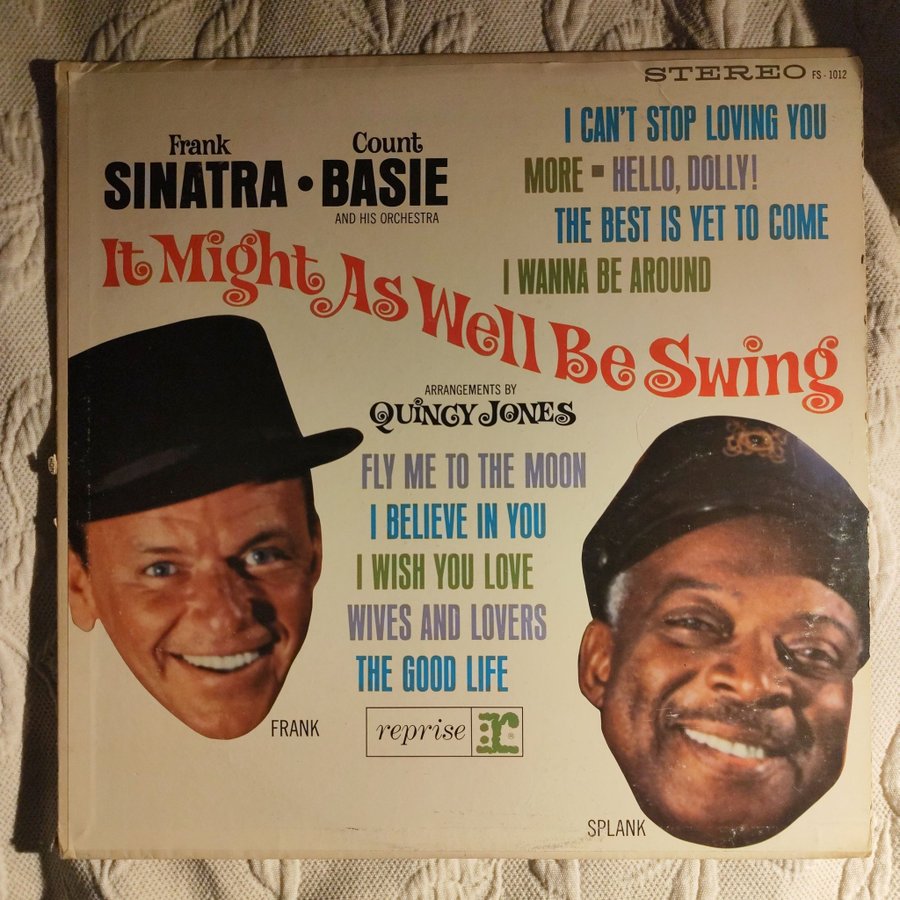 STEREO FS - 1012
Frank SINATRA • Count BASIE
AND HIS ORCHESTRA
I CAN'T STOP LOVING YOU
MORE ▪ HELLO, DOLLY!
THE BEST IS YET TO COME
I WANNA BE AROUND
It Might As Well Be Swing
ARRANGEMENTS BY
QUINCY JONES
FLY ME TO THE MOON
I BELIEVE IN YOU
I WISH YOU LOVE
WIVES AND LOVERS
THE GOOD LIFE
FRANK
reprise r ®
SPLANK